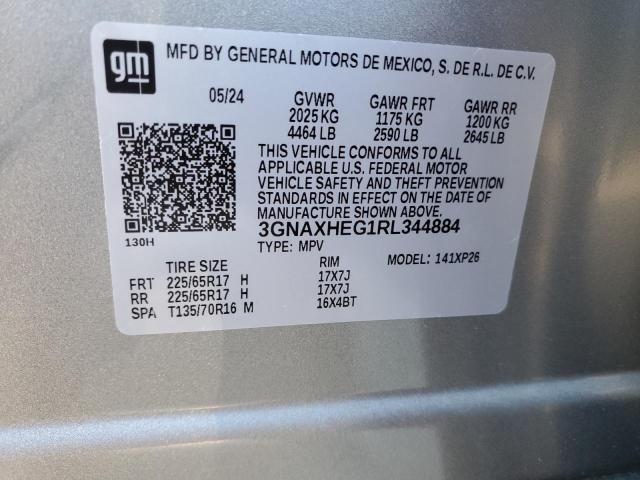 gm
MFD BY GENERAL MOTORS DE MEXICO, S. DE R.L. DE C.V.
05/24 GVWR GAWR FRT GAWR RR
2025 KG 1175 KG 1200 KG
4464 LB 2590 LB 2645 LB
THIS VEHICLE CONFORMS TO ALL
APPLICABLE U.S. FEDERAL MOTOR
VEHICLE SAFETY AND THEFT PREVENTION
STANDARDS IN EFFECT ON THE DATE OF
MANUFACTURE SHOWN ABOVE.
130H
3GNAXHEG1RL344884
TYPE: MPV MODEL: 141XP26
TIRE SIZE RIM
FRT 225/65R17 H 17X7J
RR 225/65R17 H 17X7J
SPA T135/70R16 M 16X4BT